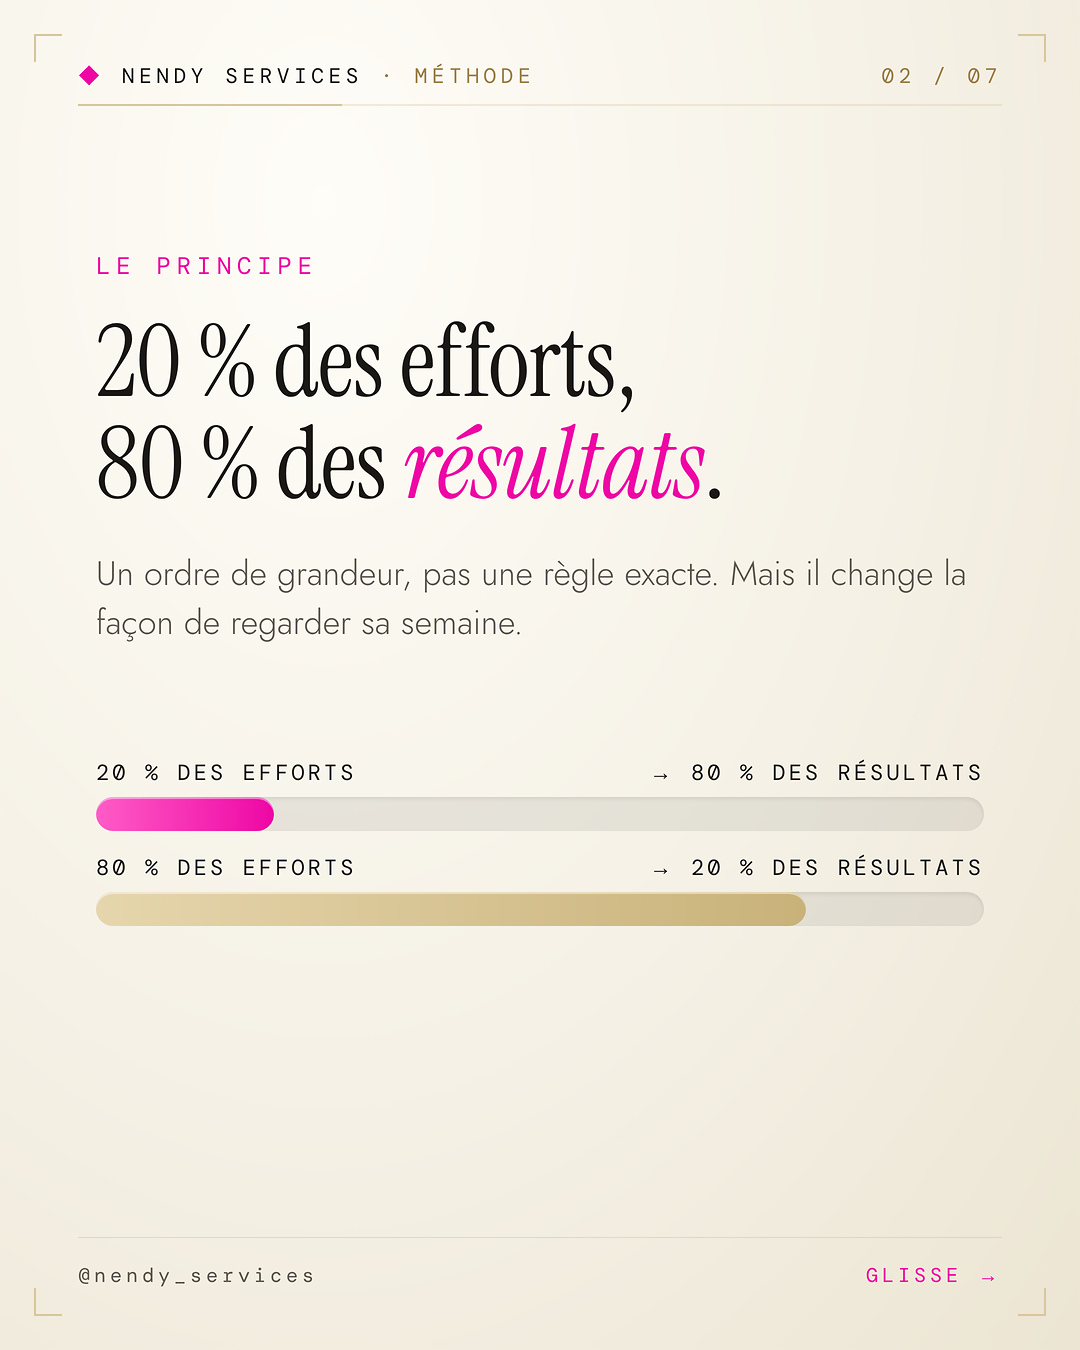 NENDY SERVICES · MÉTHODE 02 / 07
LE PRINCIPE
20 % des efforts,
80 % des résultats.
Un ordre de grandeur, pas une règle exacte. Mais il change la
façon de regarder sa semaine.
20 % DES EFFORTS → 80 % DES RÉSULTATS
80 % DES EFFORTS → 20 % DES RÉSULTATS
@nendy_services GLISSE →